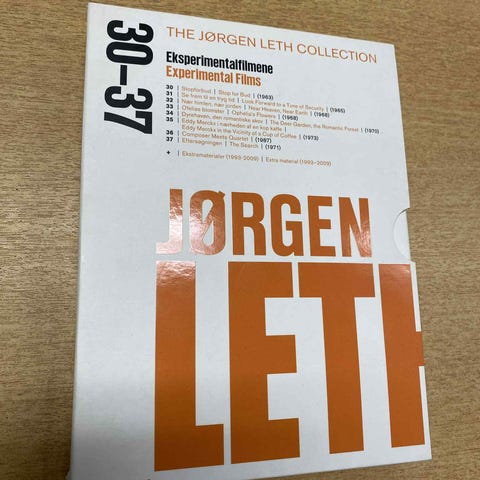 30–37
THE JØRGEN LETH COLLECTION
Eksperimentalfilmene
Experimental Films
30 | Stopforbud | Stop for Bud | (1963)
31 | Se frem til en tryg tid | Look Forward to a Time of Security | (1965)
32 | Nær himlen, nær jorden | Near Heaven, Near Earth | (1968)
33 | Ofelias blomster | Ophelia's Flowers | (1968)
34 | Dyrehaven, den romantiske skov | The Deer Garden, the Romantic Forest | (1970)
35 | Eddy Merckx i nærheden af en kop kaffe |
Eddy Merckx in the Vicinity of a Cup of Coffee | (1973)
36 | Composer Meets Quartet | (1987)
37 | Eftersøgningen | The Search | (1971)
+ | Ekstramaterialer (1993-2009) | Extra material (1993–2009)
JØRGEN
LETH